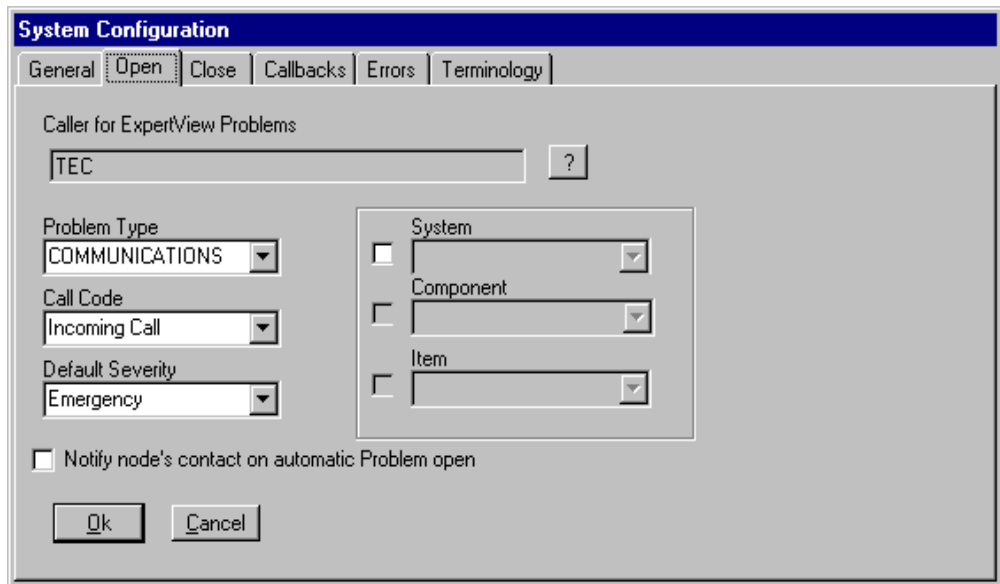 System Configuration
General Open Close Callbacks Errors Terminology
Caller for ExpertView Problems
TEC ?
Problem Type
COMMUNICATIONS
Call Code
Incoming Call
Default Severity
Emergency
System
Component
Item
Notify node's contact on automatic Problem open
Ok Cancel